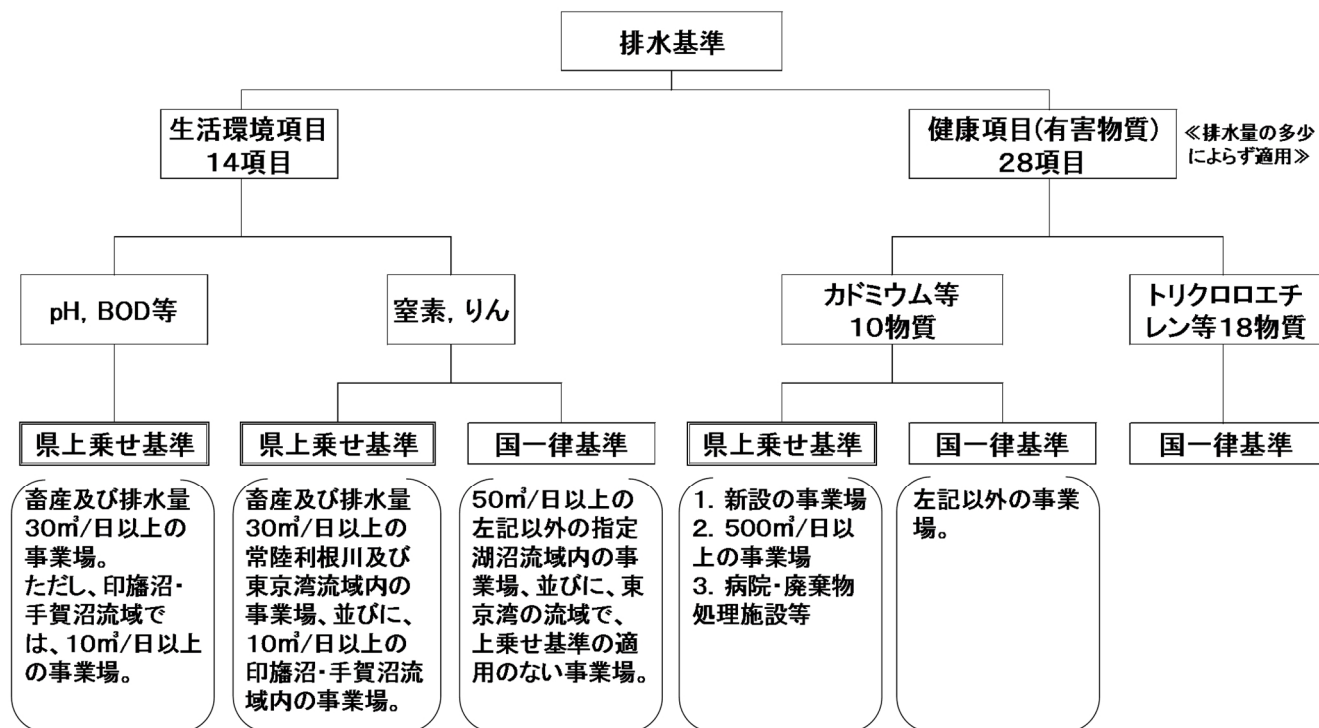 排水基準
生活環境項目
14項目
健康項目(有害物質)
28項目
≪排水量の多少
によらず適用≫
pH, BOD等
窒素, りん
カドミウム等
10物質
トリクロロエチ
レン等18物質
県上乗せ基準
県上乗せ基準
国一律基準
県上乗せ基準
国一律基準
国一律基準
畜産及び排水量
30㎥/日以上の
事業場。
ただし、印旛沼・
手賀沼流域で
は、10㎥/日以上
の事業場。
畜産及び排水量
30㎥/日以上の
常陸利根川及び
東京湾流域内の
事業場、並びに、
10㎥/日以上の
印旛沼・手賀沼流
域内の事業場。
50㎥/日以上の
左記以外の指定
湖沼流域内の事
業場、並びに、東
京湾の流域で、
上乗せ基準の適
用のない事業場。
1. 新設の事業場
2. 500㎥/日以
上の事業場
3. 病院・廃棄物
処理施設等
左記以外の事業
場。